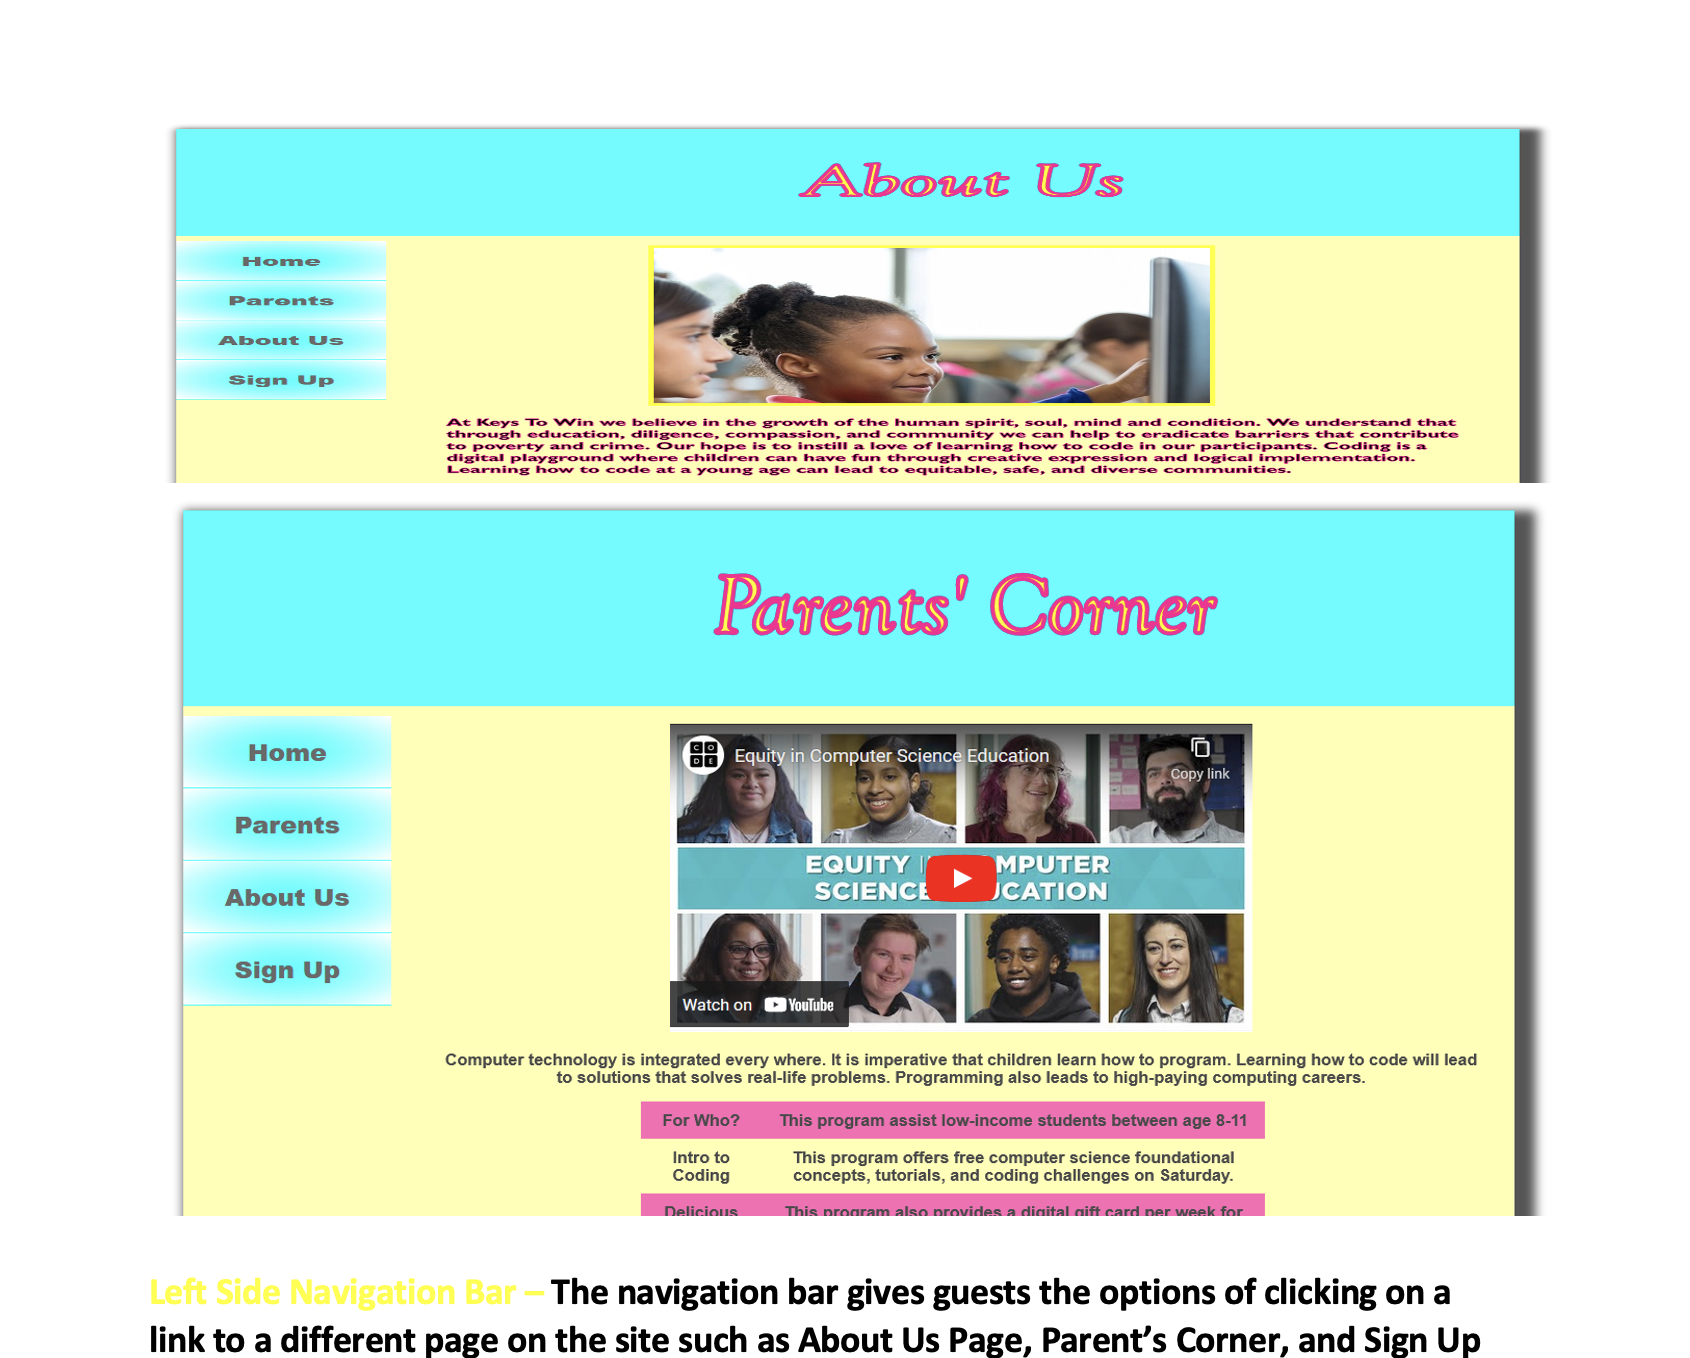 About Us
Home
Parents
About Us
Sign Up
At Keys To Win we believe in the growth of the human spirit, soul, mind and condition. We understand that
through education, diligence, compassion, and community we can help to eradicate barriers that contribute
to poverty and crime. Our hope is to instill a love of learning how to code in our participants. Coding is a
digital playground where children can have fun through creative expression and logical implementation.
Learning how to code at a young age can lead to equitable, safe, and diverse communities.
Parents' Corner
Home
Parents
About Us
Sign Up
CODE
Equity in Computer Science Education
Copy link
EQUITY COMPUTER
SCIENCE EDUCATION
Watch on YouTube
Computer technology is integrated every where. It is imperative that children learn how to program. Learning how to code will lead
to solutions that solves real-life problems. Programming also leads to high-paying computing careers.
For Who? This program assist low-income students between age 8-11
Intro to Coding This program offers free computer science foundational
concepts, tutorials, and coding challenges on Saturday.
Delicious This program also provides a digital gift card per week for
Left Side Navigation Bar – The navigation bar gives guests the options of clicking on a
link to a different page on the site such as About Us Page, Parent’s Corner, and Sign Up